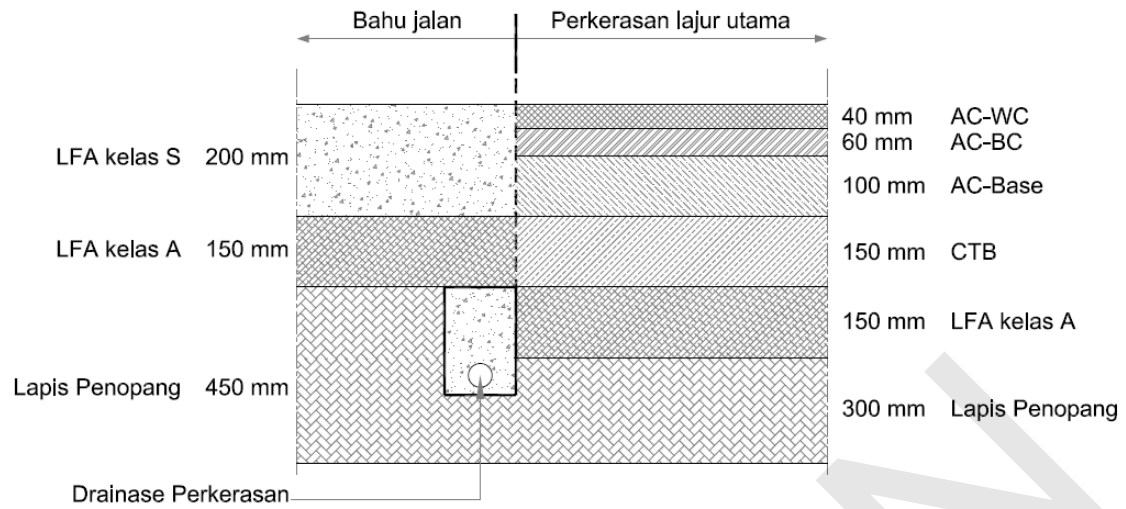 Bahu jalan
Perkerasan lajur utama
LFA kelas S 200 mm
LFA kelas A 150 mm
Lapis Penopang 450 mm
Drainase Perkerasan
40 mm AC-WC
60 mm AC-BC
100 mm AC-Base
150 mm CTB
150 mm LFA kelas A
300 mm Lapis Penopang